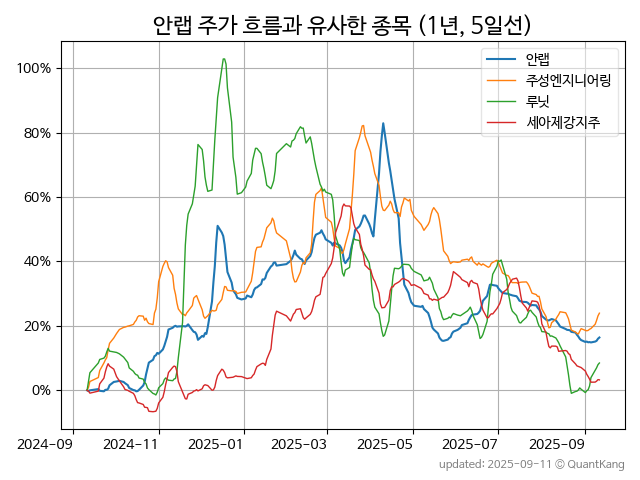 안랩 주가 흐름과 유사한 종목 (1년, 5일선)
안랩
주성엔지니어링
루닛
세아제강지주
100%
80%
60%
40%
20%
0%
2024-09 2024-11 2025-01 2025-03 2025-05 2025-07 2025-09
updated: 2025-09-11 © QuantKang